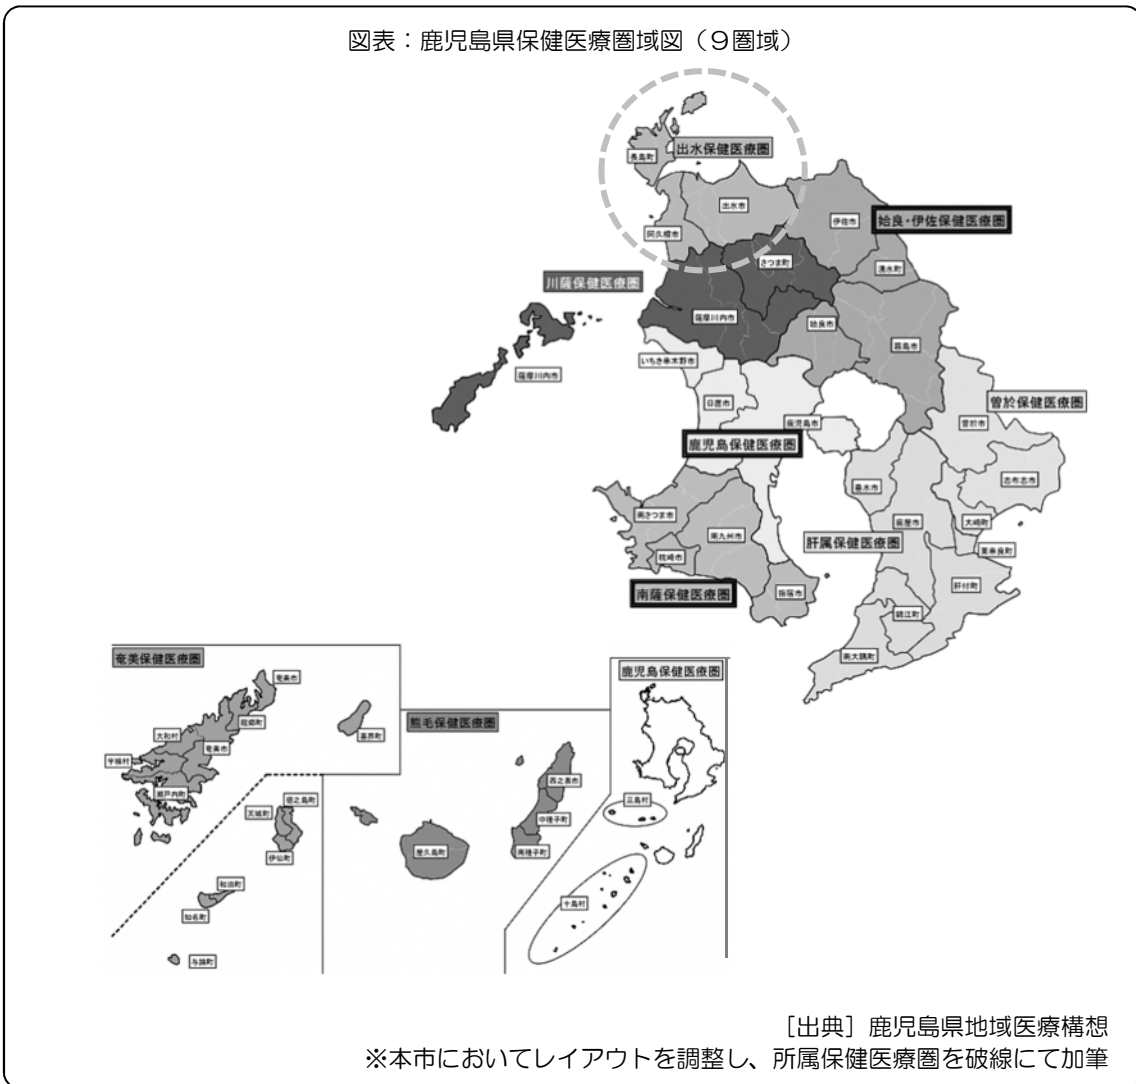 図表:鹿児島県保健医療圏域図(9圏域)
長島町
出水保健医療圏
出水市
阿久根市
伊佐市
姶良・伊佐保健医療圏
湧水町
さつま町
川薩保健医療圏
薩摩川内市
姶良市
霧島市
いちき串木野市
薩摩川内市
日置市
曽於保健医療圏
鹿児島市
曽於市
鹿児島保健医療圏
志布志市
垂水市
南さつま市
鹿屋市
大崎町
南九州市
肝属保健医療圏
東串良町
枕崎市
肝付町
南薩保健医療圏
指宿市
錦江町
南大隅町
奄美保健医療圏
鹿児島保健医療圏
奄美市
龍郷町
熊毛保健医療圏
大和村
喜界町
奄美市
宇検村
西之表市
瀬戸内町
徳之島町
三島村
天城町
中種子町
屋久島町
南種子町
伊仙町
和泊町
十島村
知名町
与論町
[出典]鹿児島県地域医療構想
※本市においてレイアウトを調整し、所属保健医療圏を破線にて加筆